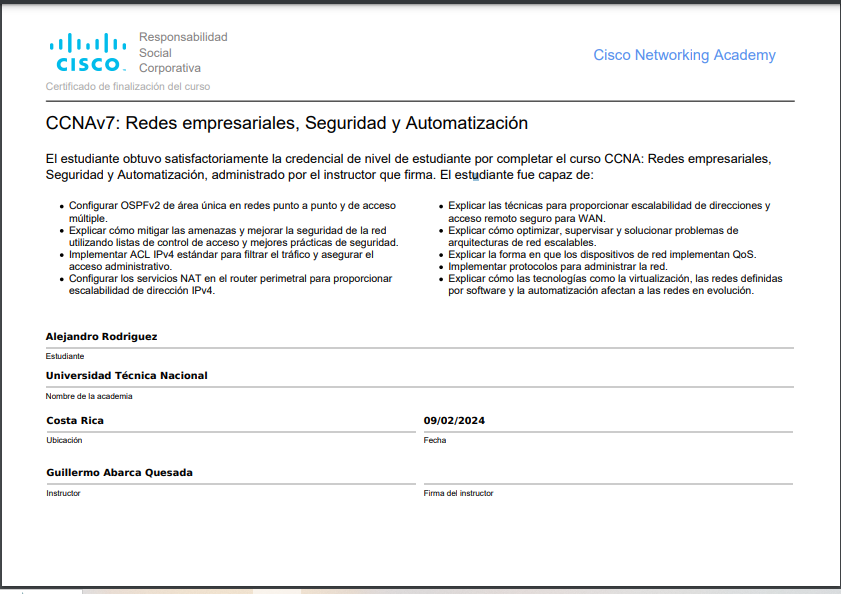 Responsabilidad
Social
Corporativa
CISCO
Cisco Networking Academy
Certificado de finalización del curso
CCNAv7: Redes empresariales, Seguridad y Automatización
El estudiante obtuvo satisfactoriamente la credencial de nivel de estudiante por completar el curso CCNA: Redes empresariales,
Seguridad y Automatización, administrado por el instructor que firma. El estudiante fue capaz de:
• Configurar OSPFv2 de área única en redes punto a punto y de acceso
múltiple.
• Explicar cómo mitigar las amenazas y mejorar la seguridad de la red
utilizando listas de control de acceso y mejores prácticas de seguridad.
• Implementar ACL IPv4 estándar para filtrar el tráfico y asegurar el
acceso administrativo.
• Configurar los servicios NAT en el router perimetral para proporcionar
escalabilidad de dirección IPv4.
• Explicar las técnicas para proporcionar escalabilidad de direcciones y
acceso remoto seguro para WAN.
• Explicar cómo optimizar, supervisar y solucionar problemas de
arquitecturas de red escalables.
• Explicar la forma en que los dispositivos de red implementan QoS.
• Implementar protocolos para administrar la red.
• Explicar cómo las tecnologías como la virtualización, las redes definidas
por software y la automatización afectan a las redes en evolución.
Alejandro Rodriguez
Estudiante
Universidad Técnica Nacional
Nombre de la academia
Costa Rica
Ubicación
09/02/2024
Fecha
Guillermo Abarca Quesada
Instructor
Firma del instructor